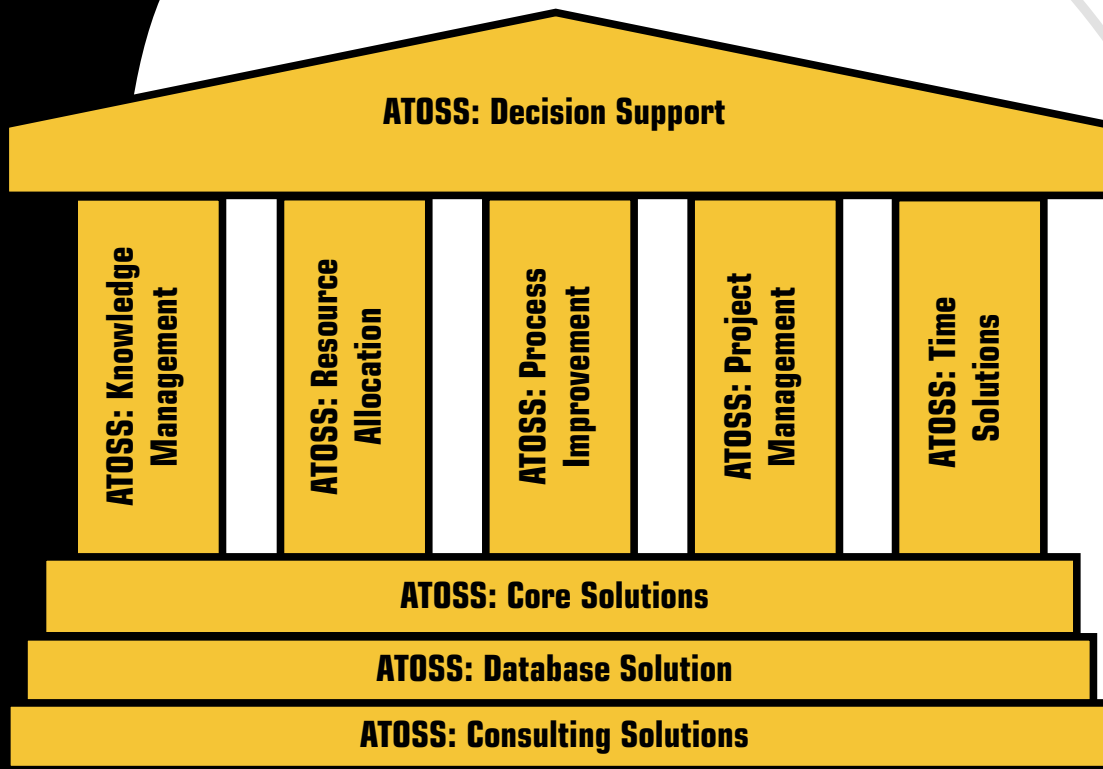 ATOSS: Decision Support
ATOSS: Knowledge
Management
ATOSS: Resource
Allocation
ATOSS: Process
Improvement
ATOSS: Project
Management
ATOSS: Time
Solutions
ATOSS: Core Solutions
ATOSS: Database Solution
ATOSS: Consulting Solutions